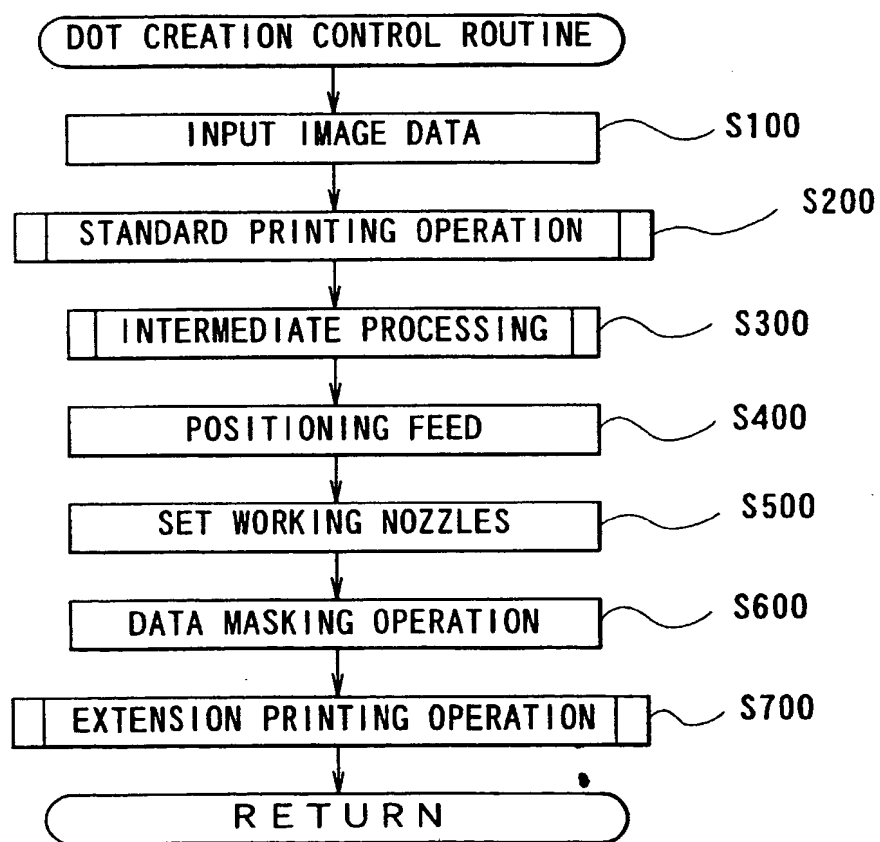 DOT CREATION CONTROL ROUTINE
INPUT IMAGE DATA S100
STANDARD PRINTING OPERATION S200
INTERMEDIATE PROCESSING S300
POSITIONING FEED S400
SET WORKING NOZZLES S500
DATA MASKING OPERATION S600
EXTENSION PRINTING OPERATION S700
RETURN